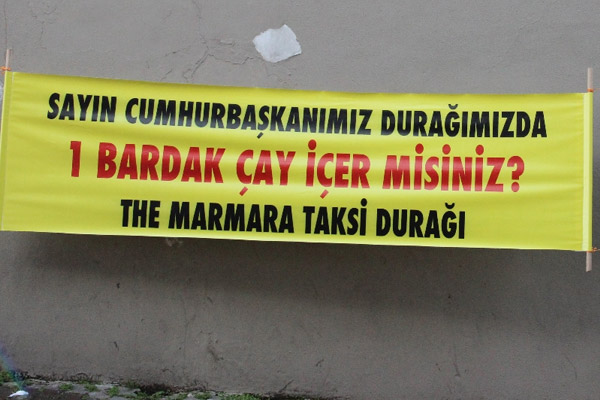 SAYIN CUMHURBAŞKANIMIZ DURAĞIMIZDA
1 BARDAK ÇAY İÇER MİSİNİZ?
THE MARMARA TAKSİ DURAĞI